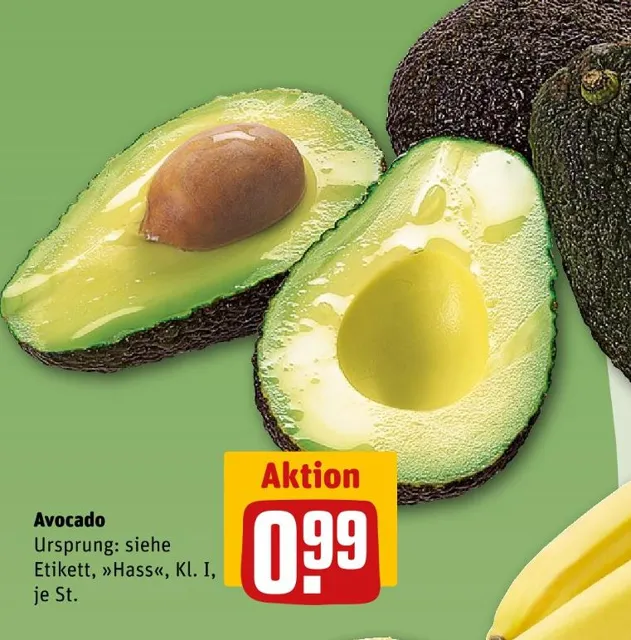 Aktion
0.99
Avocado
Ursprung: siehe
Etikett, »Hass«, Kl. I,
je St.